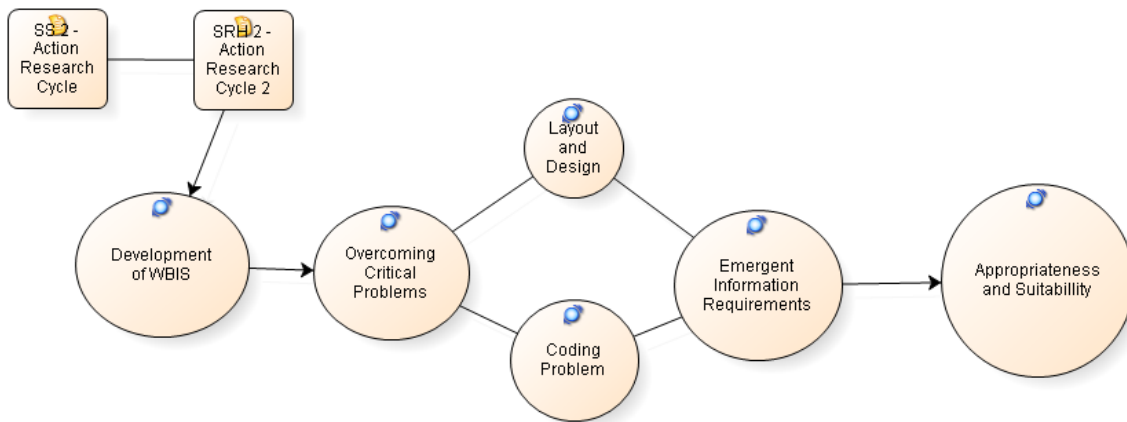 SS 2 -
Action
Research
Cycle
SRH 2 -
Action
Research
Cycle 2
Layout
and
Design
Development
of WBIS
Overcoming
Critical
Problems
Emergent
Information
Requirements
Appropriateness
and Suitabillity
Coding
Problem